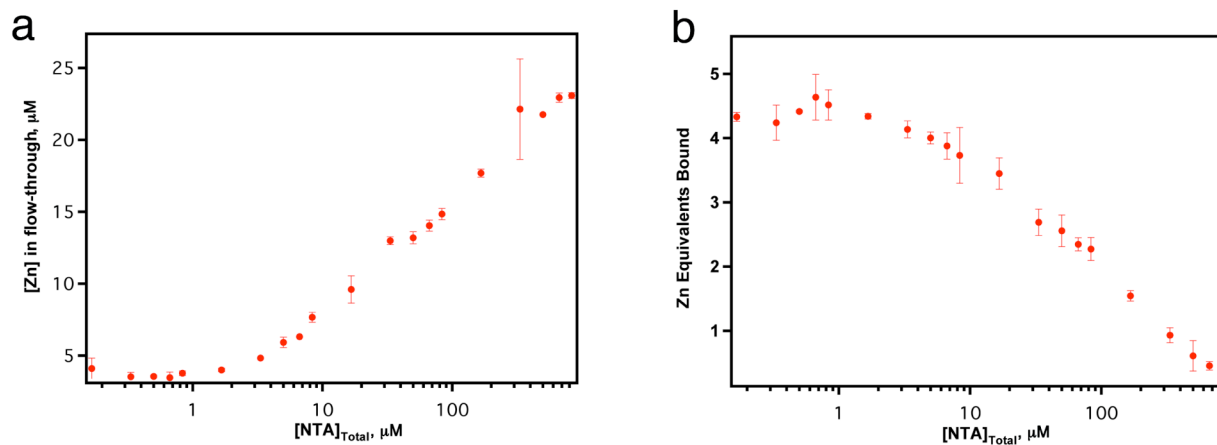 a
[Zn] in flow-through, μM
25
20
15
10
5
1
10
100
[NTA]Total, μM
b
Zn Equivalents Bound
5
4
3
2
1
1
10
100
[NTA]Total, μM